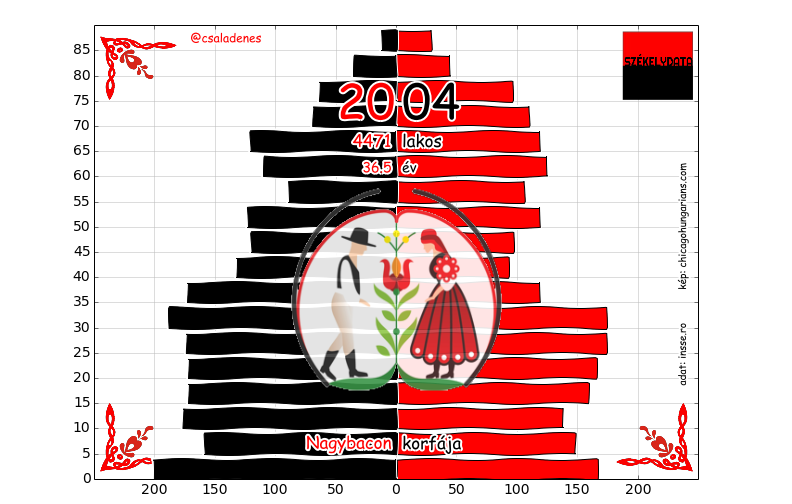 @csaladenes
SZÉKELYDATA
2004
4471 lakos
36.5 év
kép: chicagohungarians.com
adat: insse.ro
Nagybacon korfája
85
80
75
70
65
60
55
50
45
40
35
30
25
20
15
10
5
0
200 150 100 50 0 50 100 150 200